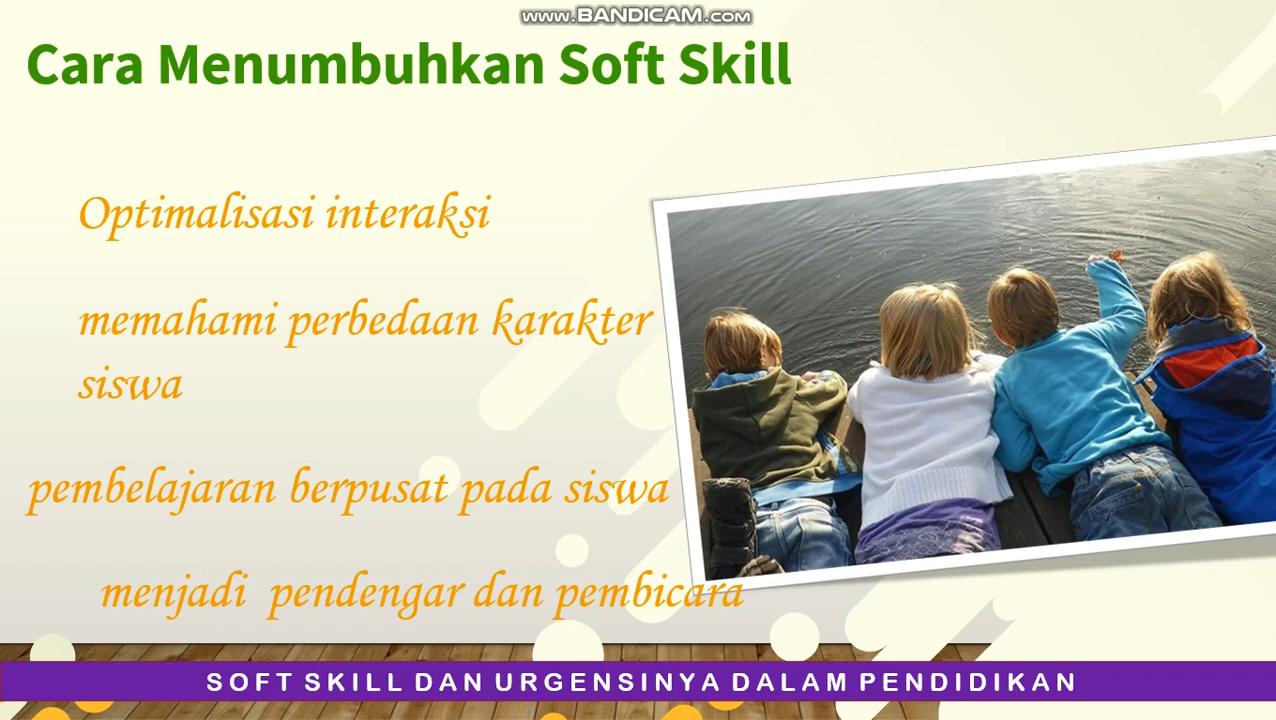 www.BANDICAM.com
Cara Menumbuhkan Soft Skill
Optimalisasi interaksi
memahami perbedaan karakter
siswa
pembelajaran berpusat pada siswa
menjadi pendengar dan pembicara
SOFT SKILL DAN URGENSINYA DALAM PENDIDIKAN